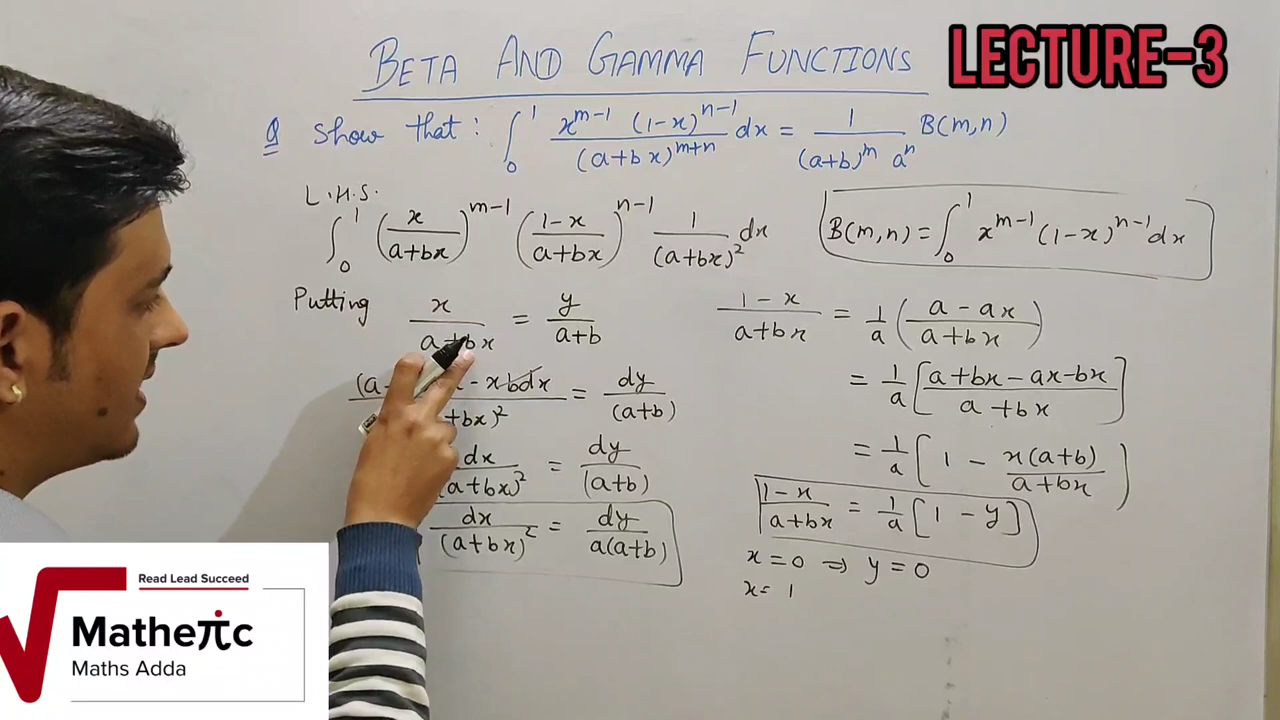 BETA AND GAMMA FUNCTIONS
LECTURE-3
Q Show that : ∫₀¹ x^(m-1) (1-x)^(n-1) / (a+bx)^(m+n) dx = 1 / ((a+b)^m a^n) B(m,n)
L.H.S.
∫₀¹ (x/(a+bx))^(m-1) ((1-x)/(a+bx))^(n-1) 1/(a+bx)² dx
B(m,n) = ∫₀¹ x^(m-1) (1-x)^(n-1) dx
Putting x/(a+bx) = y/(a+b)
(a - x b dx / +bx)² = dy/(a+b)
dx/(a+bx)² = dy/(a+b)
dx/(a+bx)² = dy/(a(a+b))
(1-x)/(a+bx) = 1/a ((a-ax)/(a+bx))
= 1/a [(a+bx-ax-bx)/(a+bx)]
= 1/a [1 - x(a+b)/(a+bx))
(1-x)/(a+bx) = 1/a [1-y]
x=0 ⇒ y=0
x= 1
Read Lead Succeed
Matheπc
Maths Adda